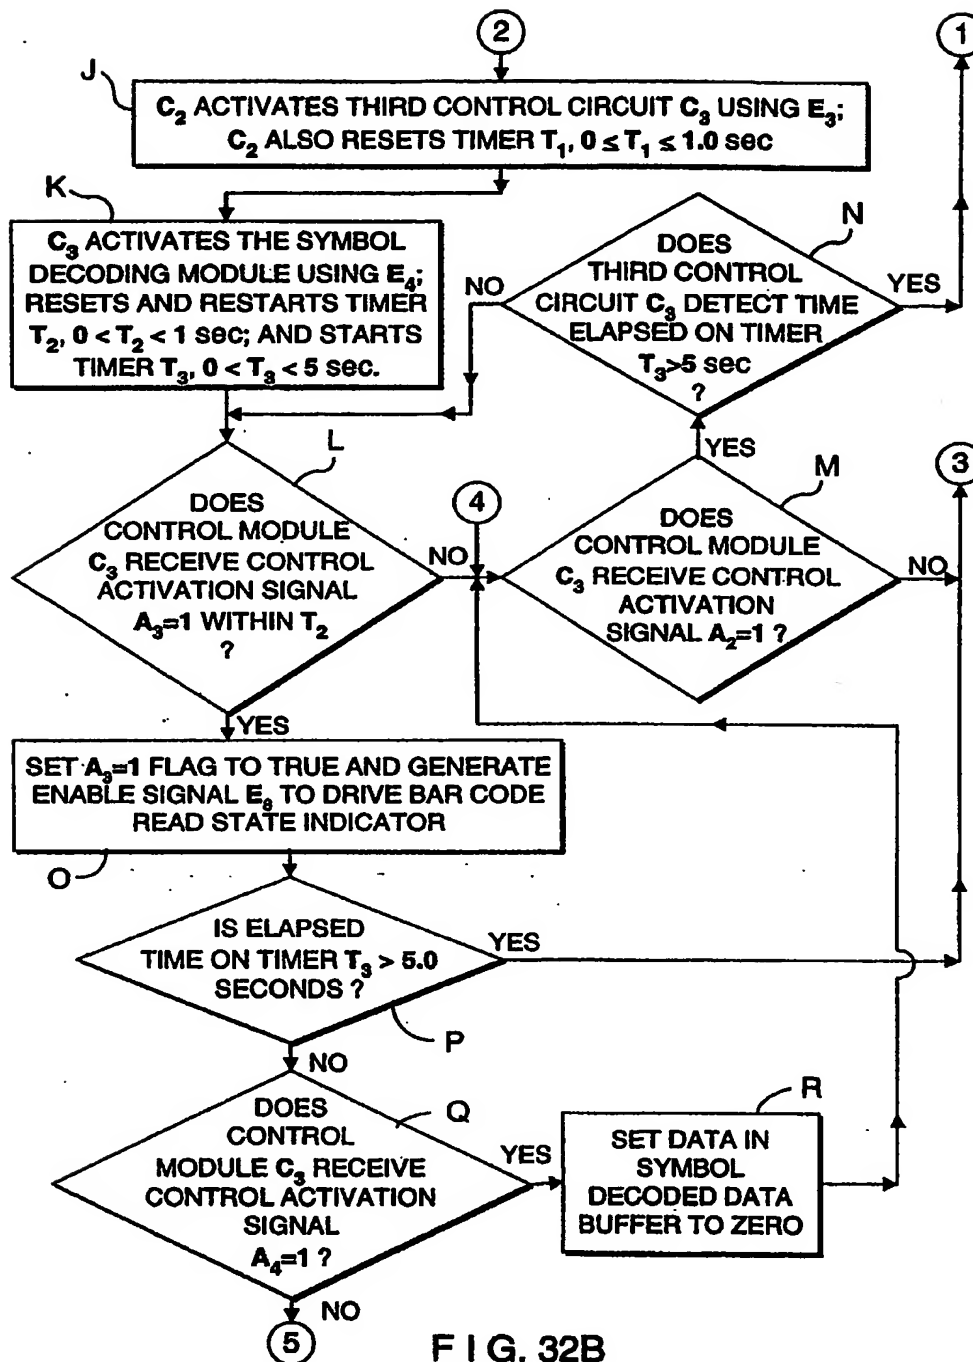 2
1
J
C₂ ACTIVATES THIRD CONTROL CIRCUIT C₃ USING E₃;
C₂ ALSO RESETS TIMER T₁, 0 ≤ T₁ ≤ 1.0 sec
K
C₃ ACTIVATES THE SYMBOL
DECODING MODULE USING E₄;
RESETS AND RESTARTS TIMER
T₂, 0 < T₂ < 1 sec; AND STARTS
TIMER T₃, 0 < T₃ < 5 sec.
N
DOES
THIRD CONTROL
CIRCUIT C₃ DETECT TIME
ELAPSED ON TIMER
T₃>5 sec
?
NO
YES
L
DOES
CONTROL MODULE
C₃ RECEIVE CONTROL
ACTIVATION SIGNAL
A₃=1 WITHIN T₂
?
NO
YES
4
M
DOES
CONTROL MODULE
C₃ RECEIVE CONTROL
ACTIVATION
SIGNAL A₂=1 ?
YES
NO
3
SET A₃=1 FLAG TO TRUE AND GENERATE
ENABLE SIGNAL E₈ TO DRIVE BAR CODE
READ STATE INDICATOR
O
IS ELAPSED
TIME ON TIMER T₃ > 5.0
SECONDS ?
YES
P
NO
Q
DOES
CONTROL
MODULE C₃ RECEIVE
CONTROL ACTIVATION
SIGNAL
A₄=1 ?
YES
R
SET DATA IN
SYMBOL
DECODED DATA
BUFFER TO ZERO
NO
5
F I G. 32B